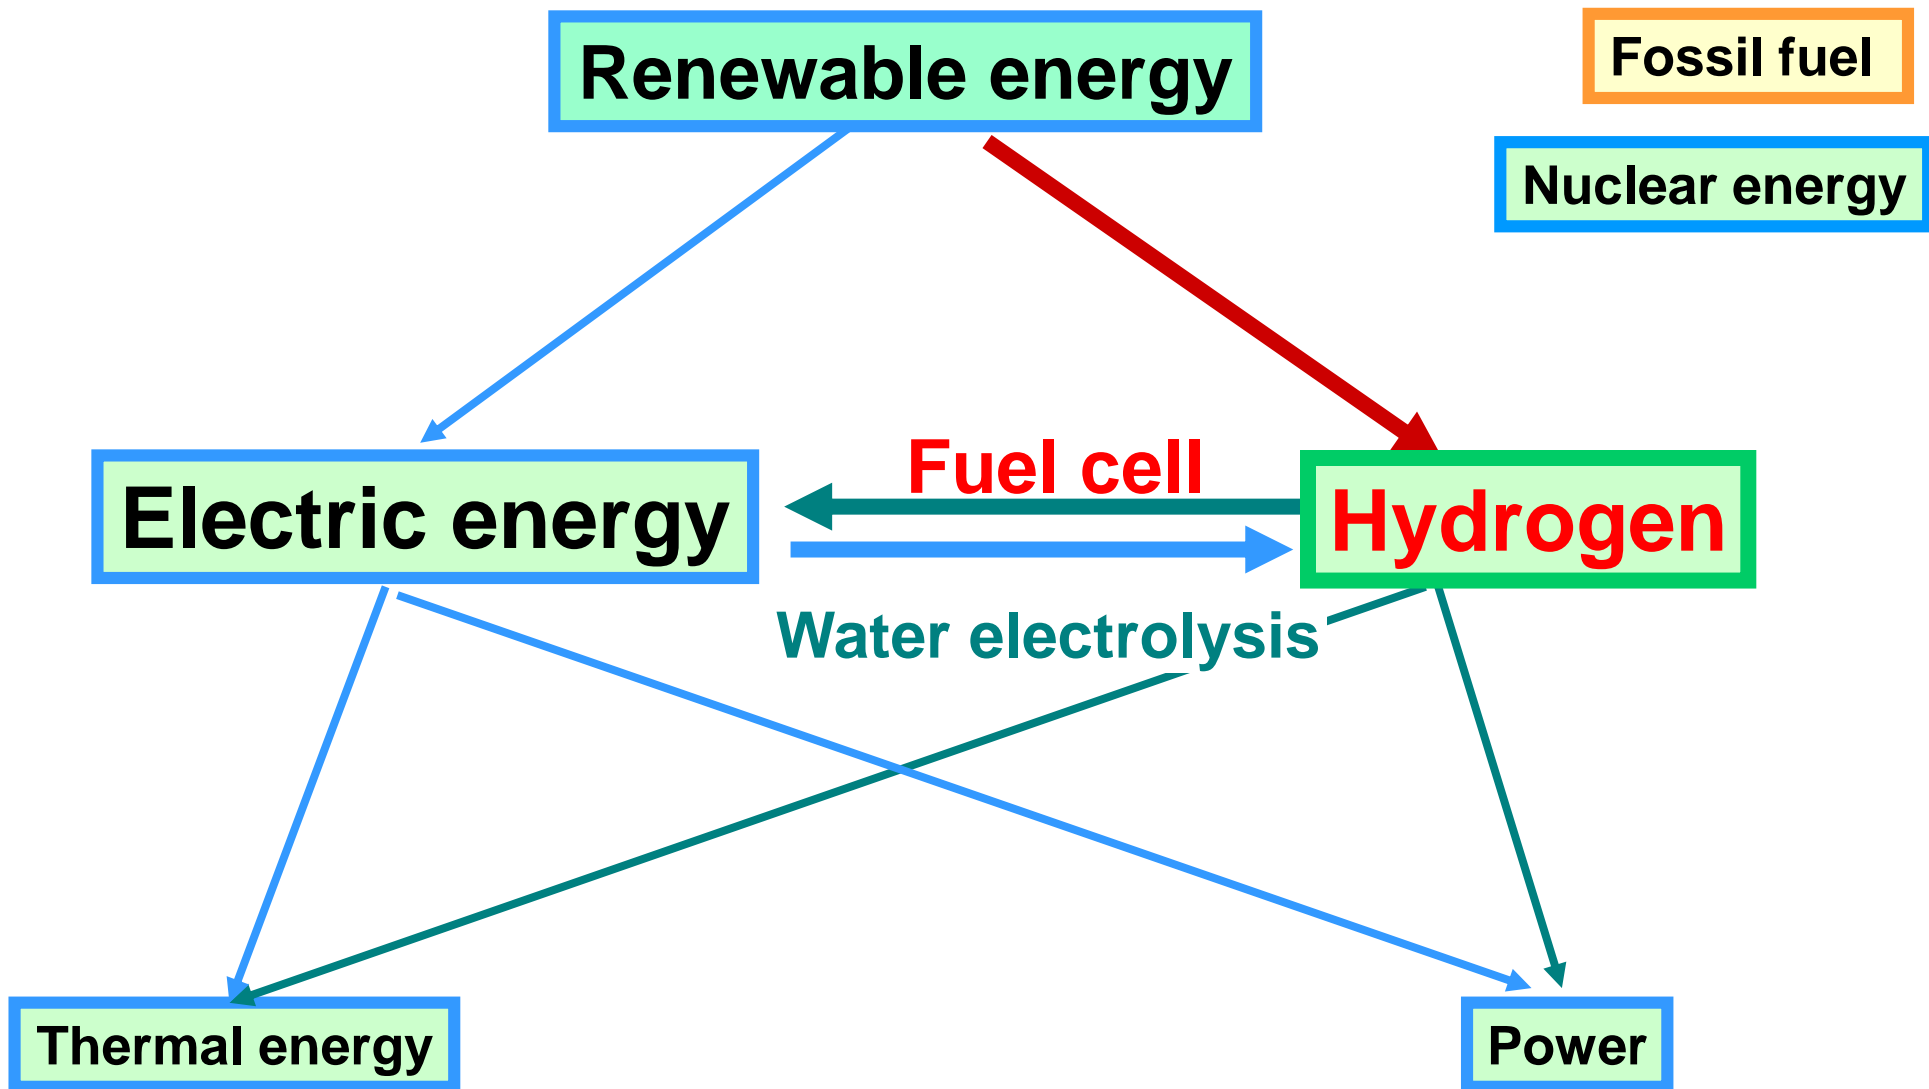 Renewable energy
Fossil fuel
Nuclear energy
Fuel cell
Electric energy
Hydrogen
Water electrolysis
Thermal energy
Power